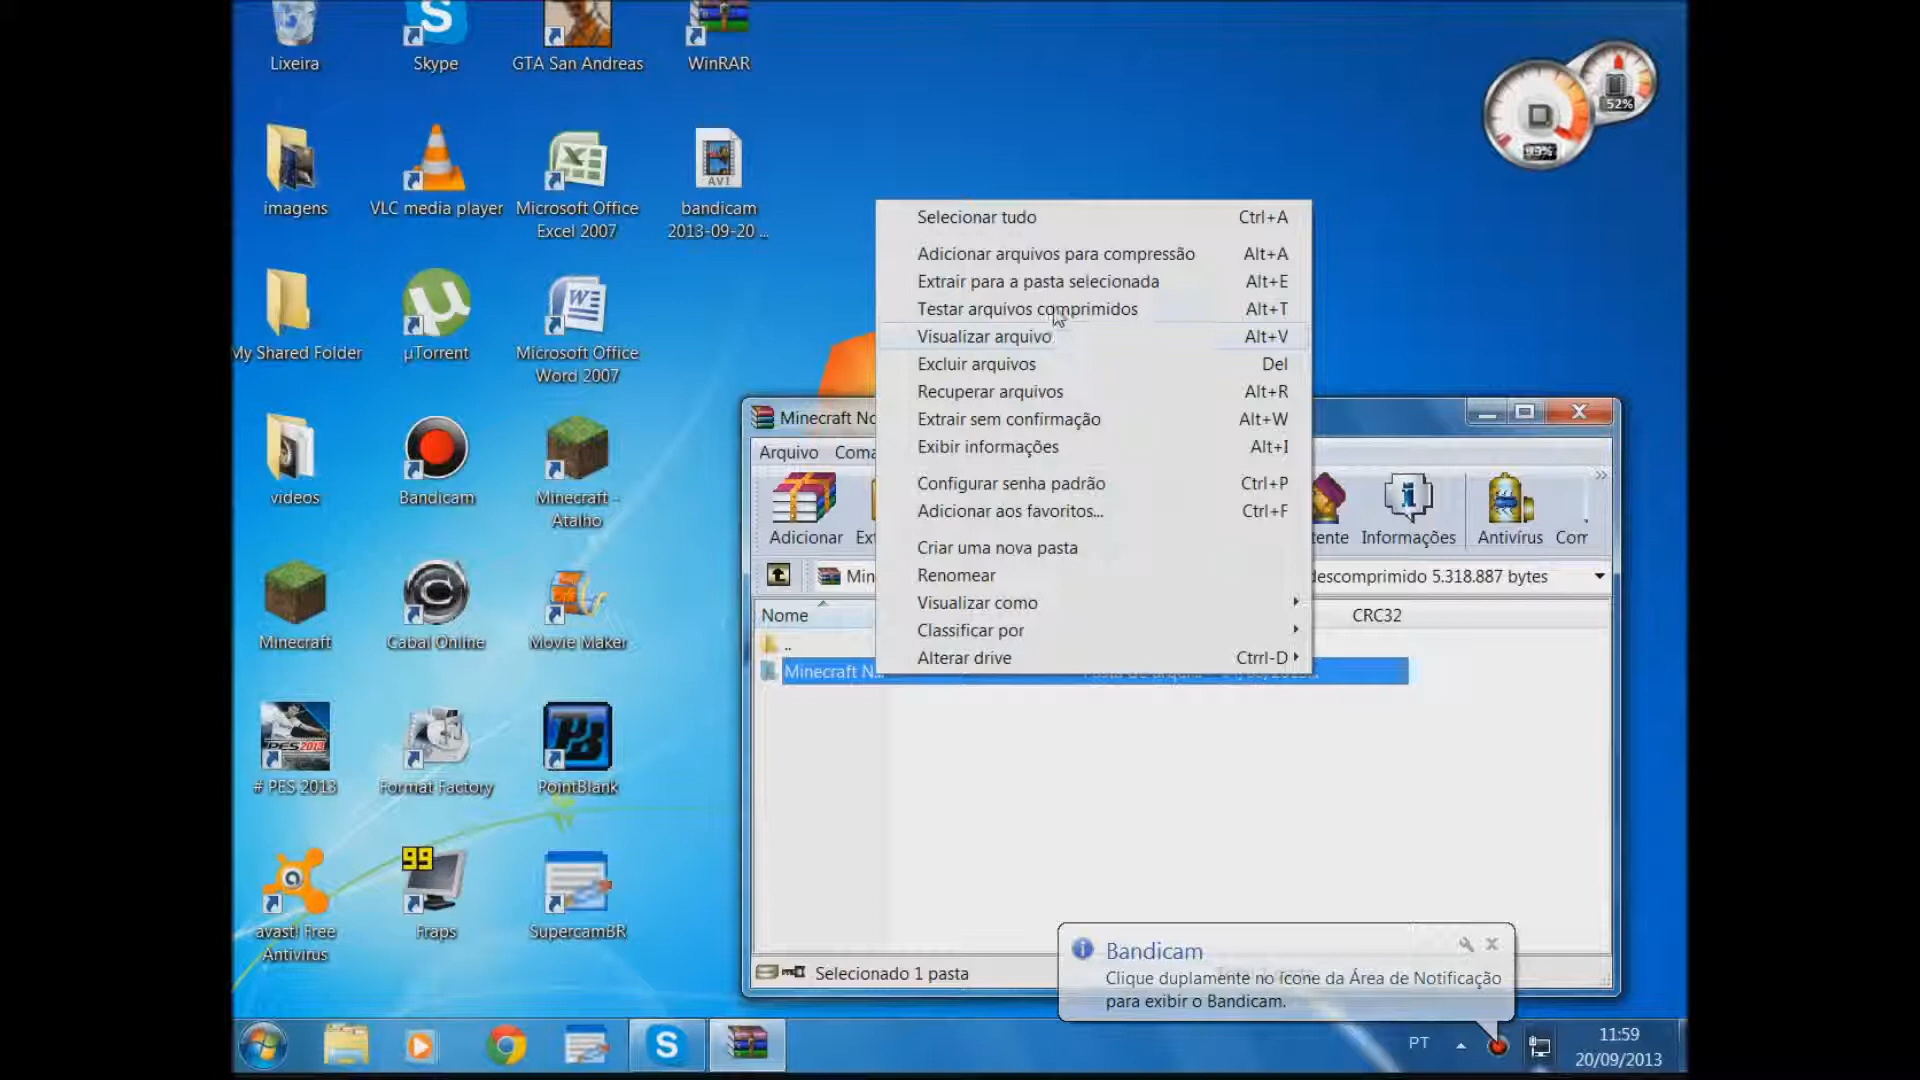 Lixeira
Skype
GTA San Andreas
WinRAR
52%
imagens
VLC media player
Microsoft Office
Excel 2007
AVI
bandicam
2013-09-20 ...
My Shared Folder
µTorrent
Microsoft Office
Word 2007
videos
Bandicam
Minecraft -
Atalho
Minecraft
Cabal Online
Movie Maker
PES2013
# PES 2013
Format Factory
PointBlank
avast! Free
Antivirus
99
Fraps
SupercamBR
Selecionar tudo Ctrl+A
Adicionar arquivos para compressão Alt+A
Extrair para a pasta selecionada Alt+E
Testar arquivos comprimidos Alt+T
Visualizar arquivo Alt+V
Excluir arquivos Del
Recuperar arquivos Alt+R
Extrair sem confirmação Alt+W
Exibir informações Alt+I
Configurar senha padrão Ctrl+P
Adicionar aos favoritos... Ctrl+F
Criar uma nova pasta
Renomear
Visualizar como
Classificar por
Alterar drive Ctrrl-D
Minecraft No
Arquivo Coma
Adicionar Ext
tente Informações Antivírus Com
Min
descomprimido 5.318.887 bytes
Nome CRC32
..
Minecraft N...
Selecionado 1 pasta
Bandicam
Clique duplamente no ícone da Área de Notificação
para exibir o Bandicam.
PT
11:59
20/09/2013